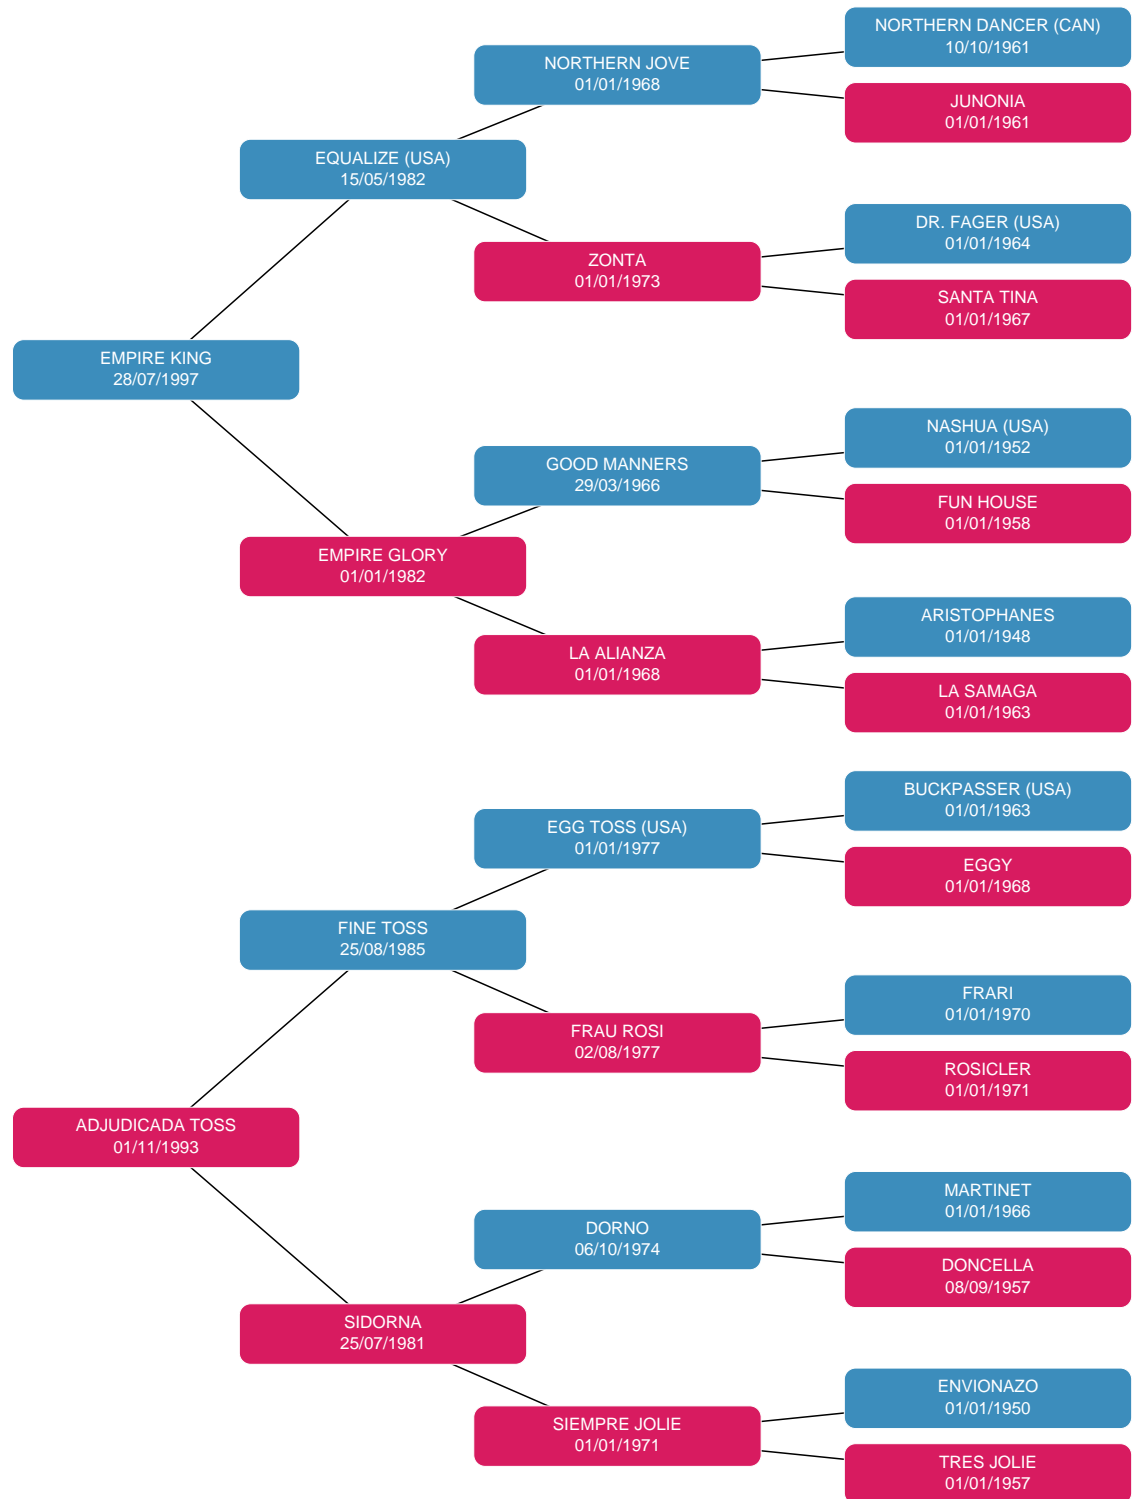 NORTHERN DANCER (CAN)
10/10/1961
NORTHERN JOVE
01/01/1968
JUNONIA
01/01/1961
EQUALIZE (USA)
15/05/1982
DR. FAGER (USA)
01/01/1964
ZONTA
01/01/1973
SANTA TINA
01/01/1967
EMPIRE KING
28/07/1997
NASHUA (USA)
01/01/1952
GOOD MANNERS
29/03/1966
FUN HOUSE
01/01/1958
EMPIRE GLORY
01/01/1982
ARISTOPHANES
01/01/1948
LA ALIANZA
01/01/1968
LA SAMAGA
01/01/1963
BUCKPASSER (USA)
01/01/1963
EGG TOSS (USA)
01/01/1977
EGGY
01/01/1968
FINE TOSS
25/08/1985
FRARI
01/01/1970
FRAU ROSI
02/08/1977
ROSICLER
01/01/1971
ADJUDICADA TOSS
01/11/1993
MARTINET
01/01/1966
DORNO
06/10/1974
DONCELLA
08/09/1957
SIDORNA
25/07/1981
ENVIONAZO
01/01/1950
SIEMPRE JOLIE
01/01/1971
TRES JOLIE
01/01/1957